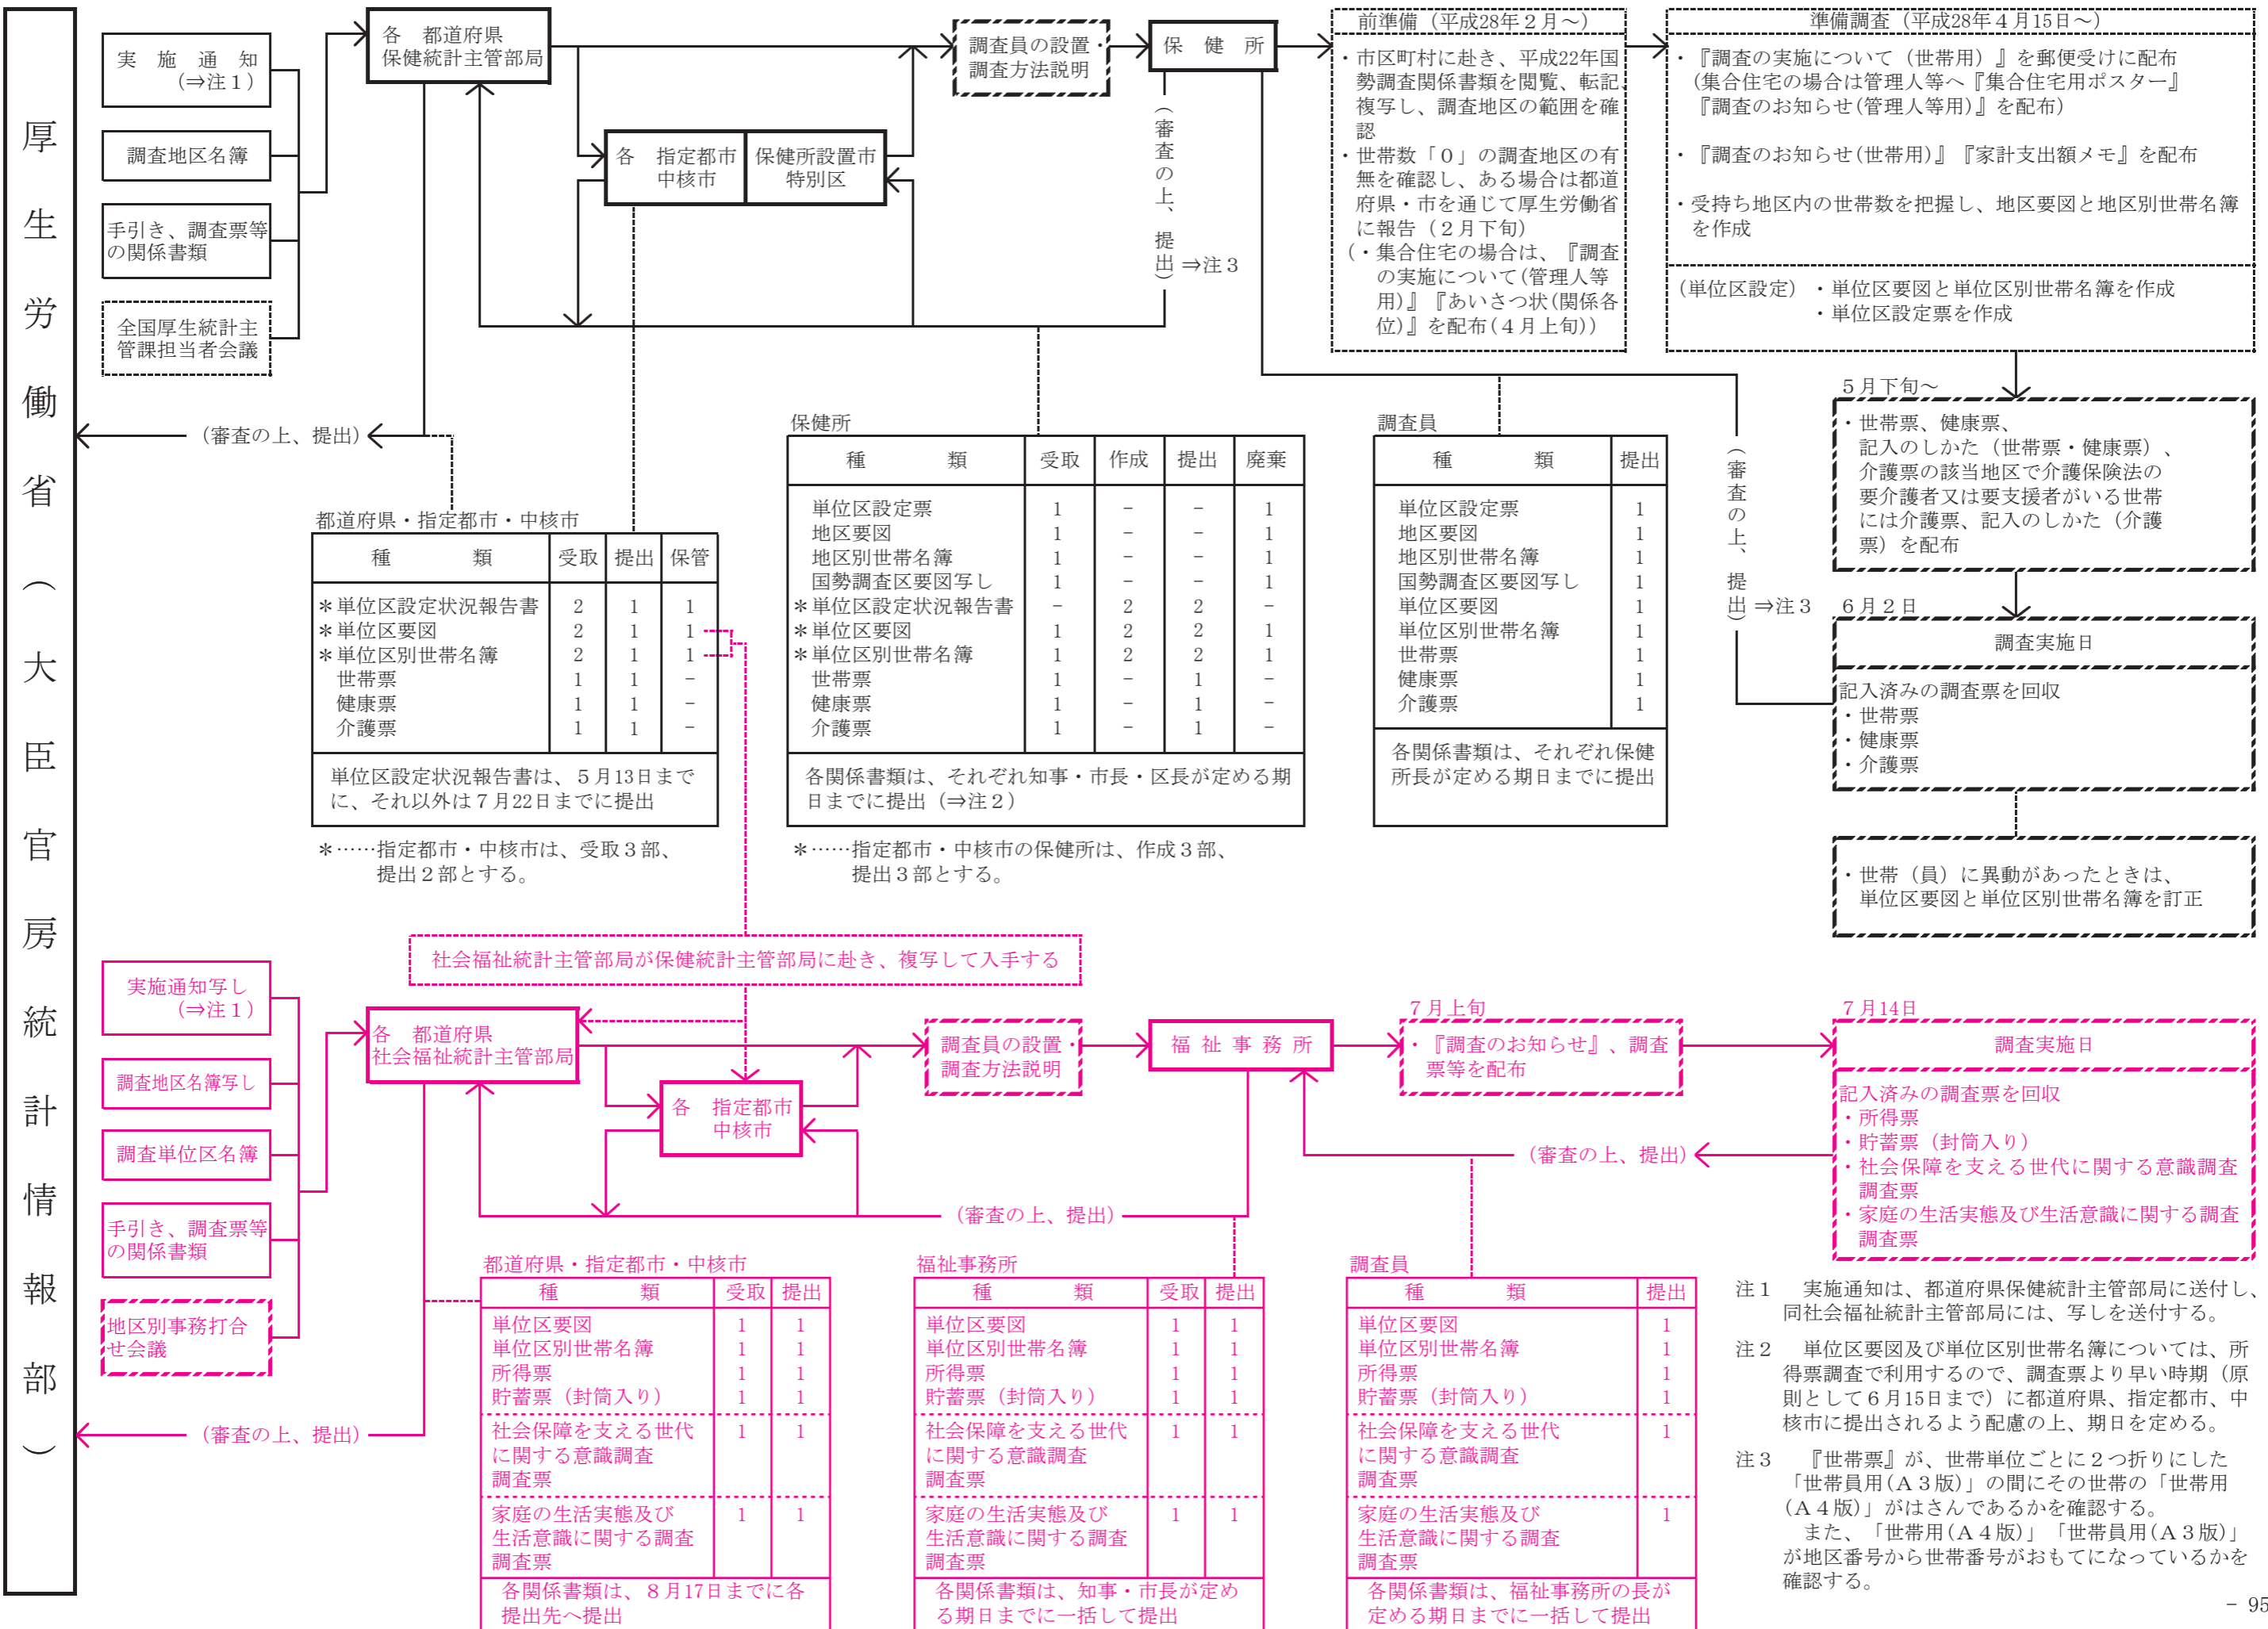 厚生労働省（大臣官房統計情報部）
実　施　通　知
(⇒注１)
調査地区名簿
手引き、調査票等
の関係書類
全国厚生統計主
管課担当者会議
各　都道府県
保健統計主管部局
各　指定都市
中核市
保健所設置市
特別区
調査員の設置・
調査方法説明
保　健　所
（審査の上、提出）⇒注３
前準備（平成28年２月～）
・市区町村に赴き、平成22年国
勢調査関係書類を閲覧、転記、
複写し、調査地区の範囲を確
認
・世帯数「０」の調査地区の有
無を確認し、ある場合は都道
府県・市を通じて厚生労働省
に報告（２月下旬）
（・集合住宅の場合は、『調査
の実施について(管理人等
用)』『あいさつ状(関係各
位)』を配布(４月上旬)）
準備調査（平成28年４月15日～）
・『調査の実施について（世帯用）』を郵便受けに配布
(集合住宅の場合は管理人等へ『集合住宅用ポスター』
『調査のお知らせ(管理人等用)』を配布)
・『調査のお知らせ(世帯用)』『家計支出額メモ』を配布
・受持ち地区内の世帯数を把握し、地区要図と地区別世帯名簿
を作成
(単位区設定）・単位区要図と単位区別世帯名簿を作成
・単位区設定票を作成
５月下旬～
・世帯票、健康票、
記入のしかた（世帯票・健康票）、
介護票の該当地区で介護保険法の
要介護者又は要支援者がいる世帯
には介護票、記入のしかた（介護
票）を配布
（審査の上、提出）⇒注３
６月２日
調査実施日
記入済みの調査票を回収
・世帯票
・健康票
・介護票
・世帯（員）に異動があったときは、
単位区要図と単位区別世帯名簿を訂正
（審査の上、提出）
都道府県・指定都市・中核市
種　類　受取　提出　保管
＊単位区設定状況報告書　2　1　1
＊単位区要図　2　1　1
＊単位区別世帯名簿　2　1　1
世帯票　1　1　－
健康票　1　1　－
介護票　1　1　－
単位区設定状況報告書は、５月13日まで
に、それ以外は７月22日までに提出
＊……指定都市・中核市は、受取３部、
提出２部とする。
保健所
種　類　受取　作成　提出　廃棄
単位区設定票　1　－　－　1
地区要図　1　－　－　1
地区別世帯名簿　1　－　－　1
国勢調査区要図写し　1　－　－　1
＊単位区設定状況報告書　－　2　2　－
＊単位区要図　1　2　2　1
＊単位区別世帯名簿　1　2　2　1
世帯票　1　－　1　－
健康票　1　－　1　－
介護票　1　－　1　－
各関係書類は、それぞれ知事・市長・区長が定める期
日までに提出（⇒注２）
＊……指定都市・中核市の保健所は、作成３部、
提出３部とする。
調査員
種　類　提出
単位区設定票　1
地区要図　1
地区別世帯名簿　1
国勢調査区要図写し　1
単位区要図　1
単位区別世帯名簿　1
世帯票　1
健康票　1
介護票　1
各関係書類は、それぞれ保健
所長が定める期日までに提出
社会福祉統計主管部局が保健統計主管部局に赴き、複写して入手する
実施通知写し
(⇒注１)
調査地区名簿写し
調査単位区名簿
手引き、調査票等
の関係書類
地区別事務打合
せ会議
各　都道府県
社会福祉統計主管部局
各　指定都市
中核市
調査員の設置・
調査方法説明
福 祉 事 務 所
７月上旬
・『調査のお知らせ』、調査
票等を配布
７月14日
調査実施日
記入済みの調査票を回収
・所得票
・貯蓄票（封筒入り）
・社会保障を支える世代に関する意識調査
調査票
・家庭の生活実態及び生活意識に関する調査
調査票
（審査の上、提出）
（審査の上、提出）
（審査の上、提出）
都道府県・指定都市・中核市
種　類　受取　提出
単位区要図　1　1
単位区別世帯名簿　1　1
所得票　1　1
貯蓄票（封筒入り）　1　1
社会保障を支える世代　1　1
に関する意識調査
調査票
家庭の生活実態及び　1　1
生活意識に関する調査
調査票
各関係書類は、８月17日までに各
提出先へ提出
福祉事務所
種　類　受取　提出
単位区要図　1　1
単位区別世帯名簿　1　1
所得票　1　1
貯蓄票（封筒入り）　1　1
社会保障を支える世代　1　1
に関する意識調査
調査票
家庭の生活実態及び　1　1
生活意識に関する調査
調査票
各関係書類は、知事・市長が定め
る期日までに一括して提出
調査員
種　類　提出
単位区要図　1
単位区別世帯名簿　1
所得票　1
貯蓄票（封筒入り）　1
社会保障を支える世代　1
に関する意識調査
調査票
家庭の生活実態及び　1
生活意識に関する調査
調査票
各関係書類は、福祉事務所の長が
定める期日までに一括して提出
注１　実施通知は、都道府県保健統計主管部局に送付し、
同社会福祉統計主管部局には、写しを送付する。
注２　単位区要図及び単位区別世帯名簿については、所
得票調査で利用するので、調査票より早い時期（原
則として６月15日まで）に都道府県、指定都市、中
核市に提出されるよう配慮の上、期日を定める。
注３　『世帯票』が、世帯単位ごとに２つ折りにした
「世帯員用(Ａ３版)」の間にその世帯の「世帯用
(Ａ４版)」がはさんであるかを確認する。
また、「世帯用(Ａ４版)」「世帯員用(Ａ３版)」
が地区番号から世帯番号がおもてになっているかを
確認する。
－ 95